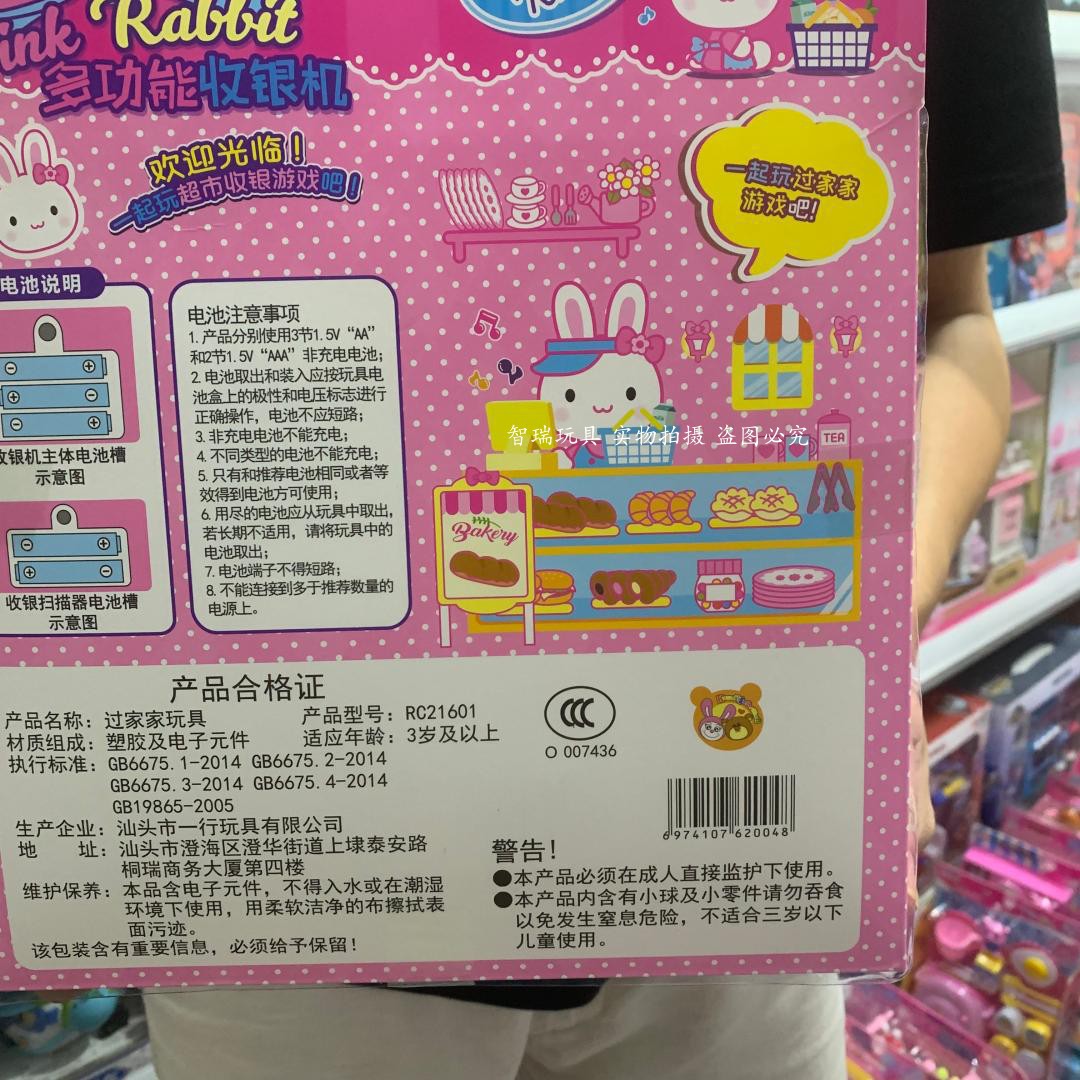 ink Rabbit
多功能收银机
欢迎光临！
一起玩超市收银游戏吧！
一起玩过家家
游戏吧!
电池说明
收银机主体电池槽
示意图
收银扫描器电池槽
示意图
电池注意事项
1. 产品分别使用3节1.5V“AA”
和2节1.5V“AAA”非充电电池；
2. 电池取出和装入应按玩具电
池盒上的极性和电压标志进行
正确操作，电池不应短路；
3. 非充电电池不能充电；
4. 不同类型的电池不能充电；
5. 只有和推荐电池相同或者等
效得到电池方可使用；
6. 用尽的电池应从玩具中取出，
若长期不适用，请将玩具中的
电池取出；
7. 电池端子不得短路；
8. 不能连接到多于推荐数量的
电源上。
智瑞玩具 实物拍摄 盗图必究
TEA
Bakery
产品合格证
产品名称：过家家玩具 产品型号：RC21601
材质组成：塑胶及电子元件 适应年龄：3岁及以上
执行标准：GB6675.1-2014 GB6675.2-2014
GB6675.3-2014 GB6675.4-2014
GB19865-2005
生产企业：汕头市一行玩具有限公司
地 址：汕头市澄海区澄华街道上埭泰安路
桐瑞商务大厦第四楼
维护保养：本品含电子元件，不得入水或在潮湿
环境下使用，用柔软洁净的布擦拭表
面污迹。
该包装含有重要信息，必须给予保留！
CCC
O 007436
6974107620048
警告！
●本产品必须在成人直接监护下使用。
●本产品内含有小球及小零件请勿吞食
以免发生窒息危险，不适合三岁以下
儿童使用。